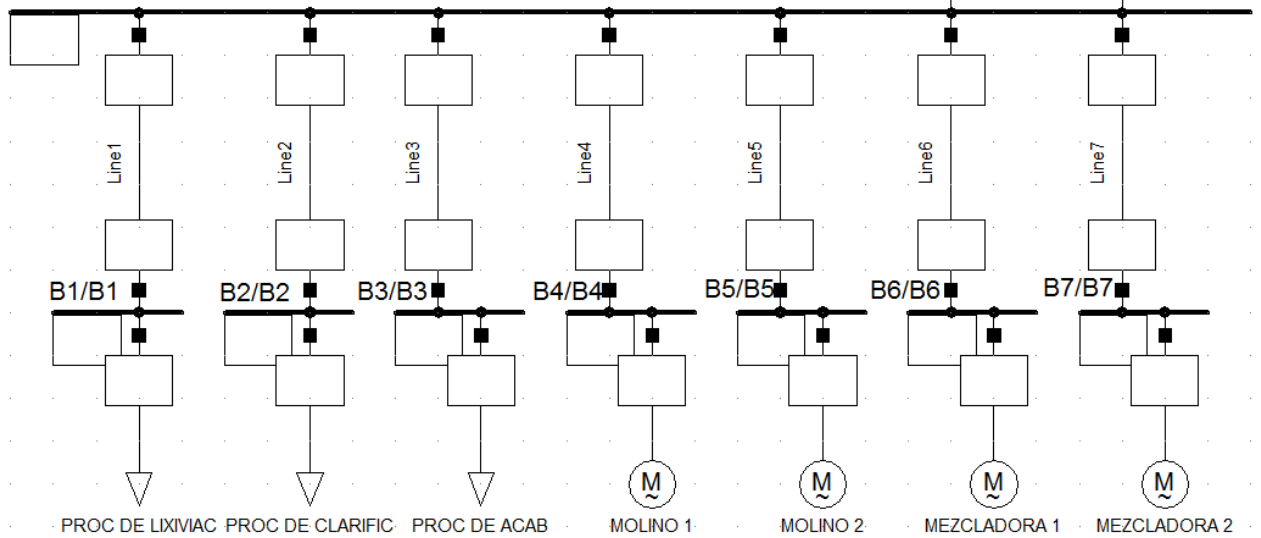 Line1
Line2
Line3
Line4
Line5
Line6
Line7
B1/B1
B2/B2
B3/B3
B4/B4
B5/B5
B6/B6
B7/B7
M
~
M
~
M
~
M
~
PROC DE LIXIVIAC
PROC DE CLARIFIC
PROC DE ACAB
MOLINO 1
MOLINO 2
MEZCLADORA 1
MEZCLADORA 2